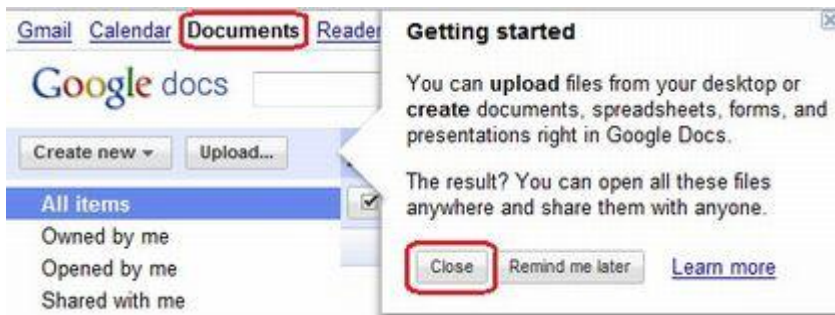 Gmail Calendar Documents Reader
Google docs
Create new Upload...
All items
Owned by me
Opened by me
Shared with me
Getting started
You can upload files from your desktop or
create documents, spreadsheets, forms, and
presentations right in Google Docs.
The result? You can open all these files
anywhere and share them with anyone.
Close Remind me later Learn more